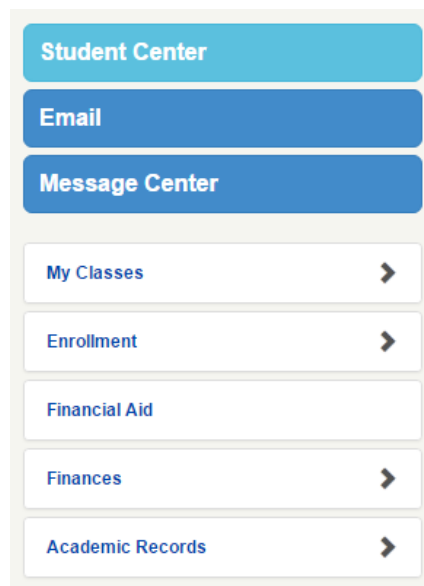 Student Center
Email
Message Center
My Classes
Enrollment
Financial Aid
Finances
Academic Records